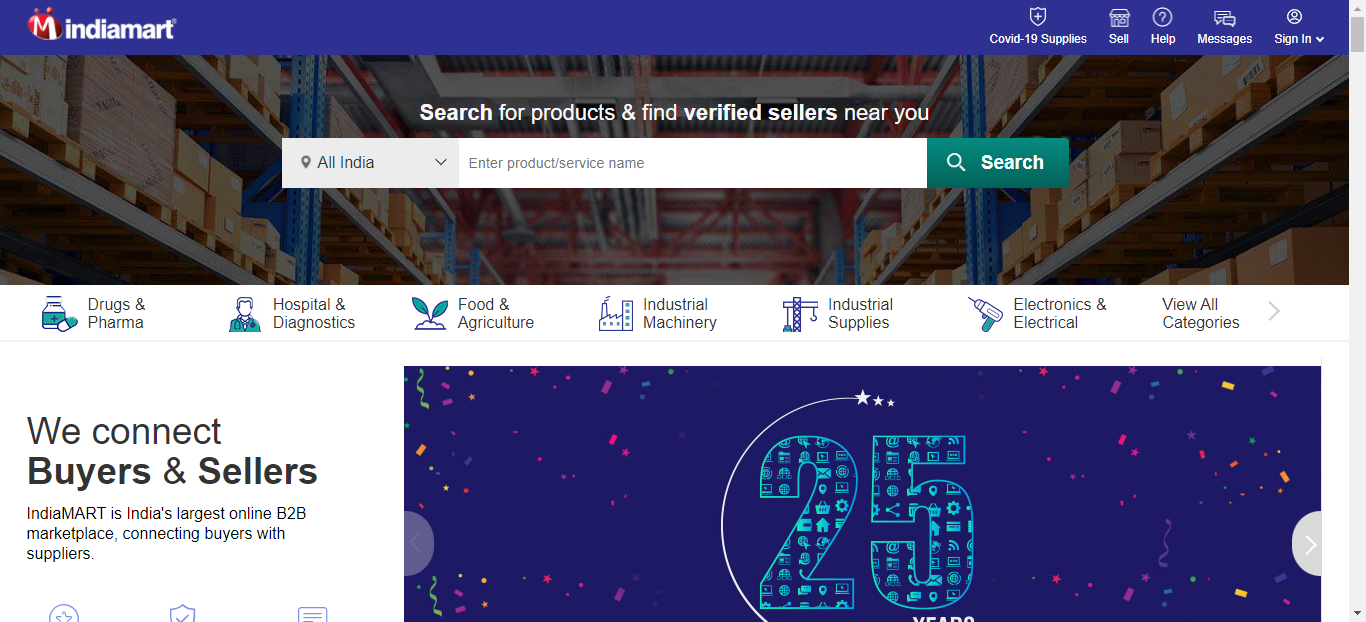 indiamart
Covid-19 Supplies
Sell
Help
Messages
Sign In
Search for products & find verified sellers near you
All India
Enter product/service name
Search
Drugs &
Pharma
Hospital &
Diagnostics
Food &
Agriculture
Industrial
Machinery
Industrial
Supplies
Electronics &
Electrical
View All
Categories
We connect
Buyers & Sellers
IndiaMART is India's largest online B2B
marketplace, connecting buyers with
suppliers.
25
YEARS